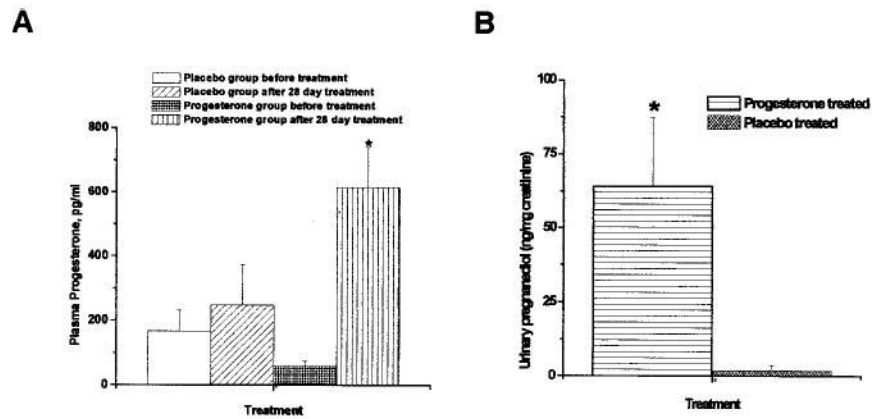 A
Placebo group before treatment
Placebo group after 28 day treatment
Progesterone group before treatment
Progesterone group after 28 day treatment
800
600
400
200
0
*
Plasma Progesterone, pg/ml
Treatment
B
100
75
50
25
0
*
Progesterone treated
Placebo treated
Urinary pregnanediol (ng/mg creatinine)
Treatment